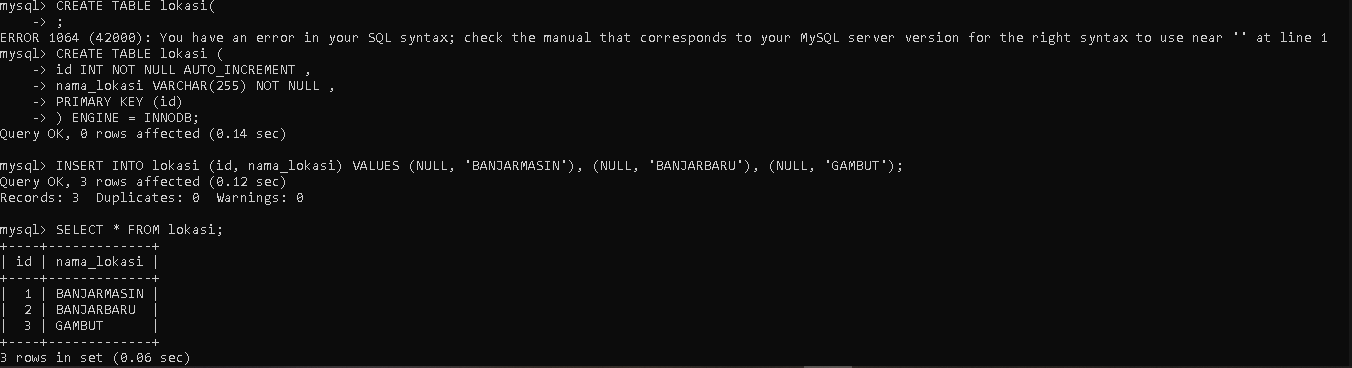 mysql> CREATE TABLE lokasi(
    -> ;
ERROR 1064 (42000): You have an error in your SQL syntax; check the manual that corresponds to your MySQL server version for the right syntax to use near '' at line 1
mysql> CREATE TABLE lokasi (
    -> id INT NOT NULL AUTO_INCREMENT ,
    -> nama_lokasi VARCHAR(255) NOT NULL ,
    -> PRIMARY KEY (id)
    -> ) ENGINE = INNODB;
Query OK, 0 rows affected (0.14 sec)

mysql> INSERT INTO lokasi (id, nama_lokasi) VALUES (NULL, 'BANJARMASIN'), (NULL, 'BANJARBARU'), (NULL, 'GAMBUT');
Query OK, 3 rows affected (0.12 sec)
Records: 3  Duplicates: 0  Warnings: 0

mysql> SELECT * FROM lokasi;
+----+-------------+
| id | nama_lokasi |
+----+-------------+
|  1 | BANJARMASIN |
|  2 | BANJARBARU  |
|  3 | GAMBUT      |
+----+-------------+
3 rows in set (0.06 sec)